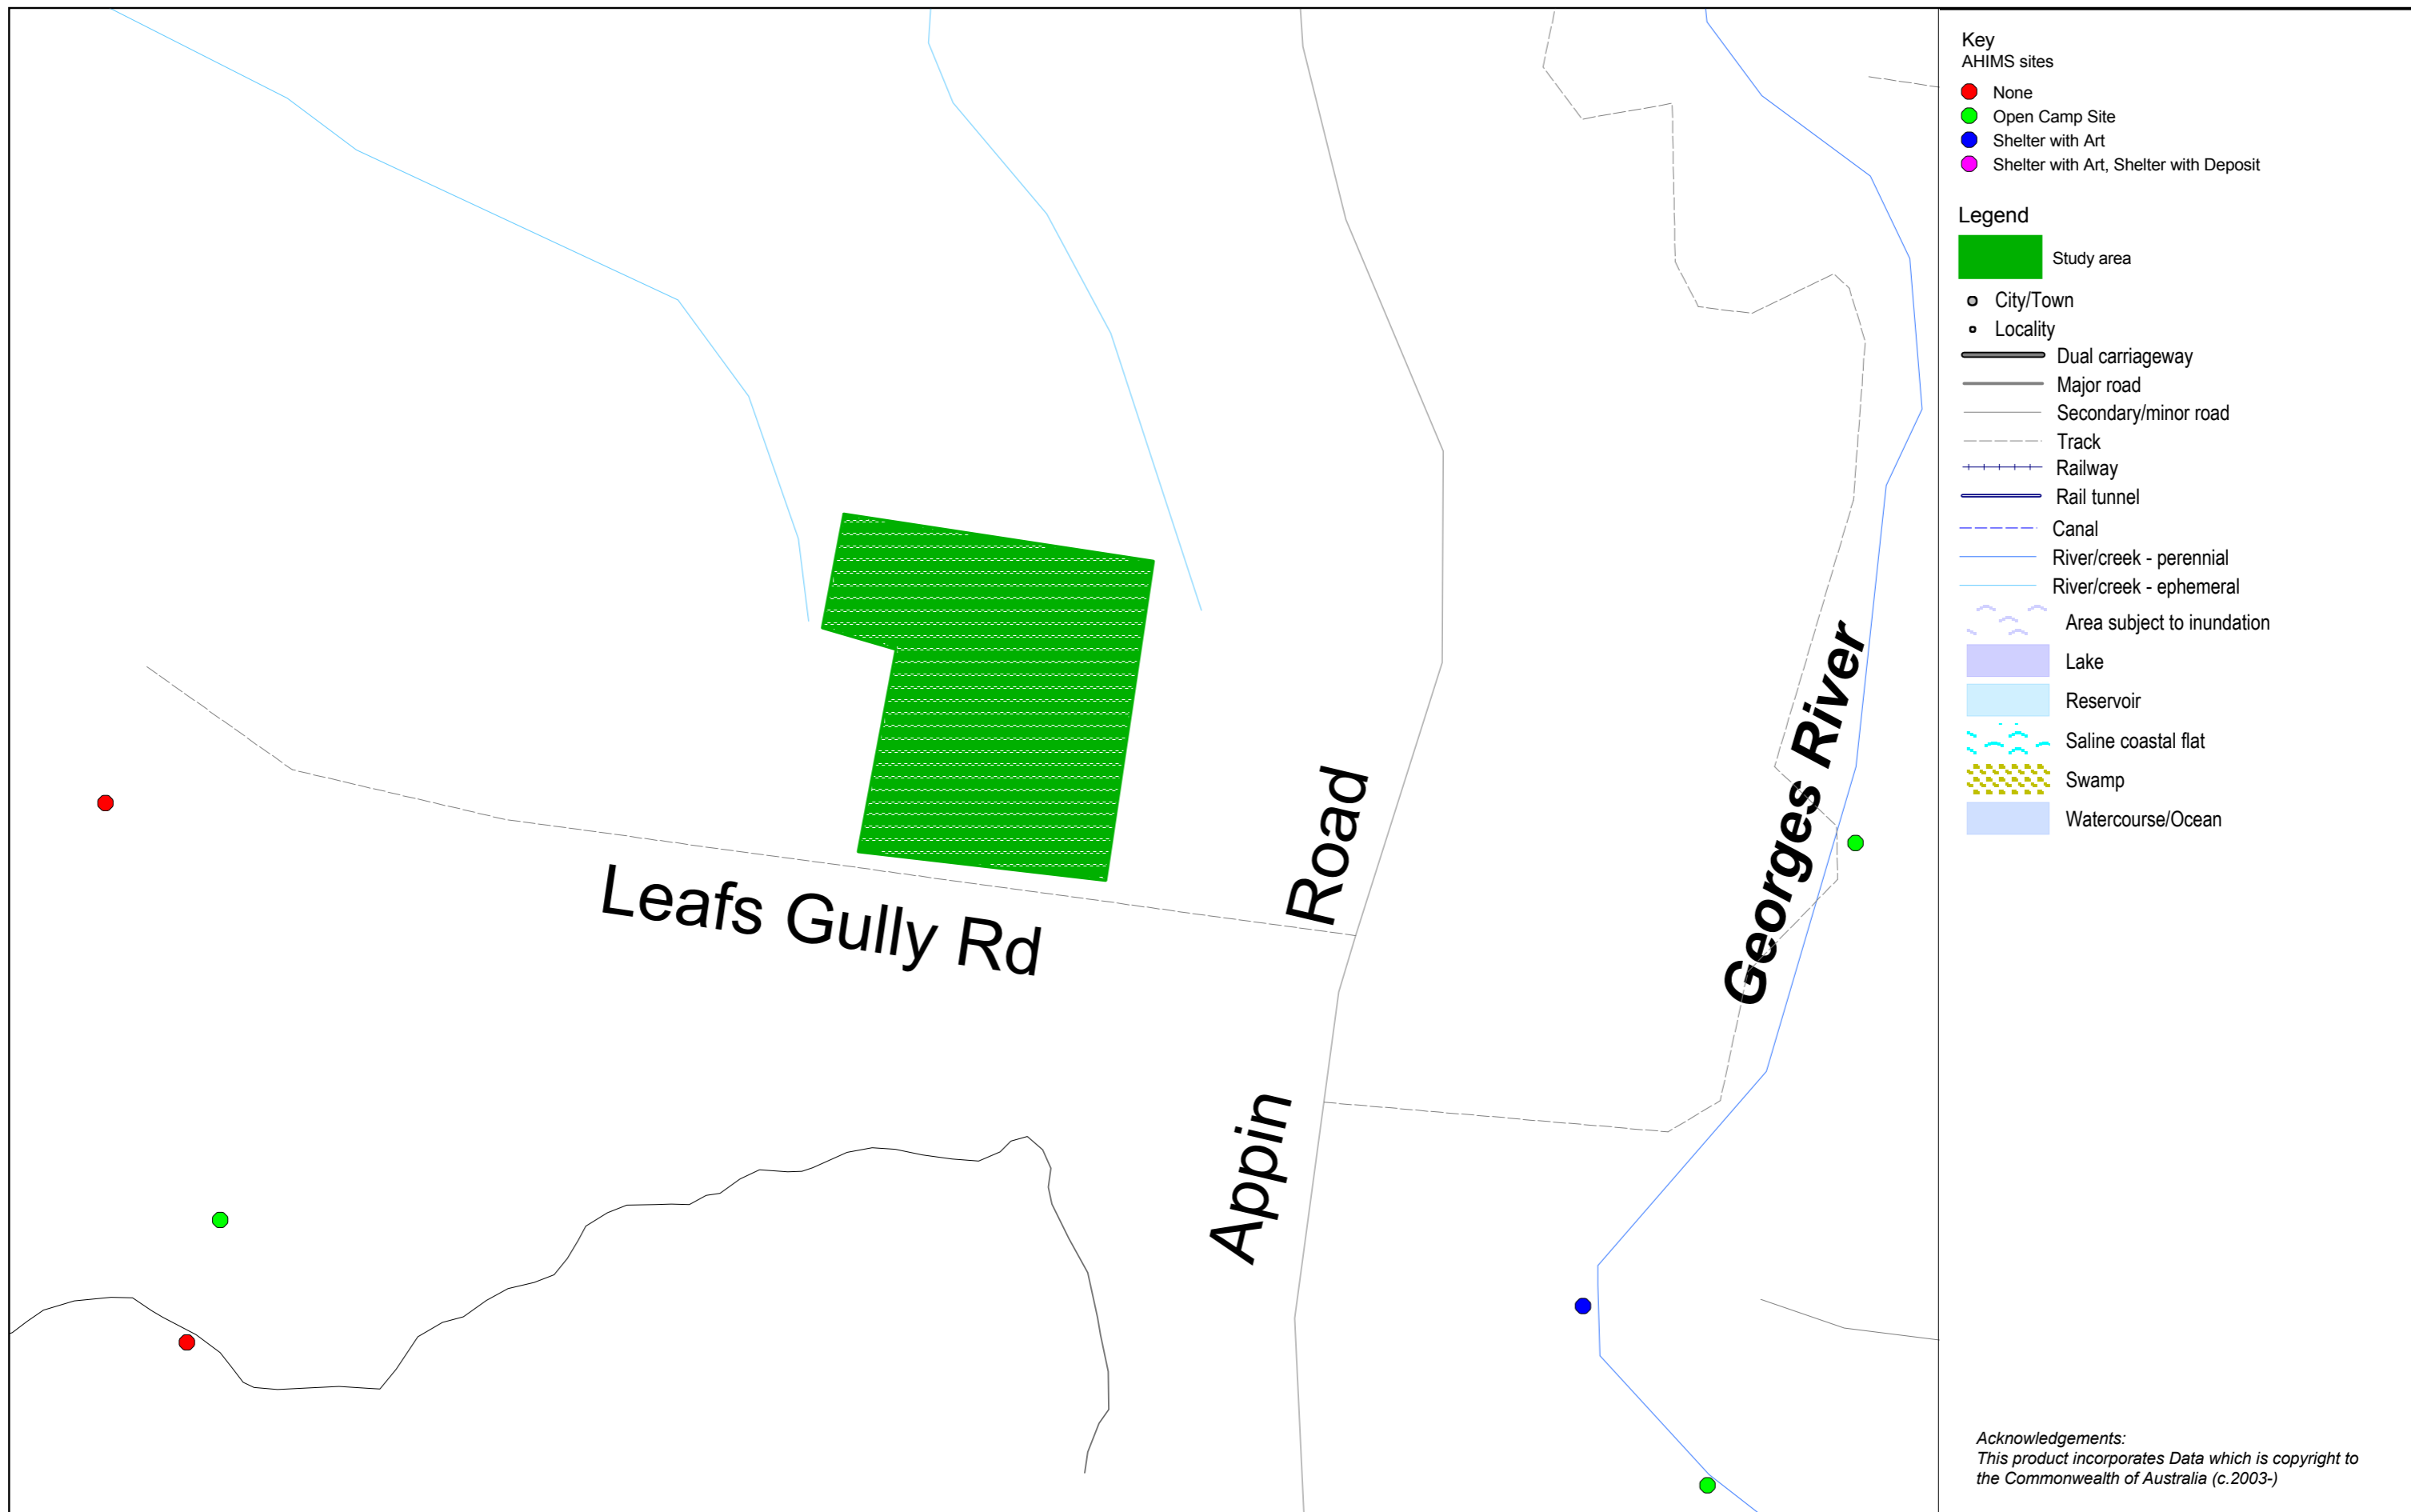 Key
AHIMS sites
None
Open Camp Site
Shelter with Art
Shelter with Art, Shelter with Deposit
Legend
Study area
City/Town
Locality
Dual carriageway
Major road
Secondary/minor road
Track
Railway
Rail tunnel
Canal
River/creek - perennial
River/creek - ephemeral
Area subject to inundation
Lake
Reservoir
Saline coastal flat
Swamp
Watercourse/Ocean
Leafs Gully Rd
Appin Road
Georges River
Acknowledgements:
This product incorporates Data which is copyright to
the Commonwealth of Australia (c.2003-)